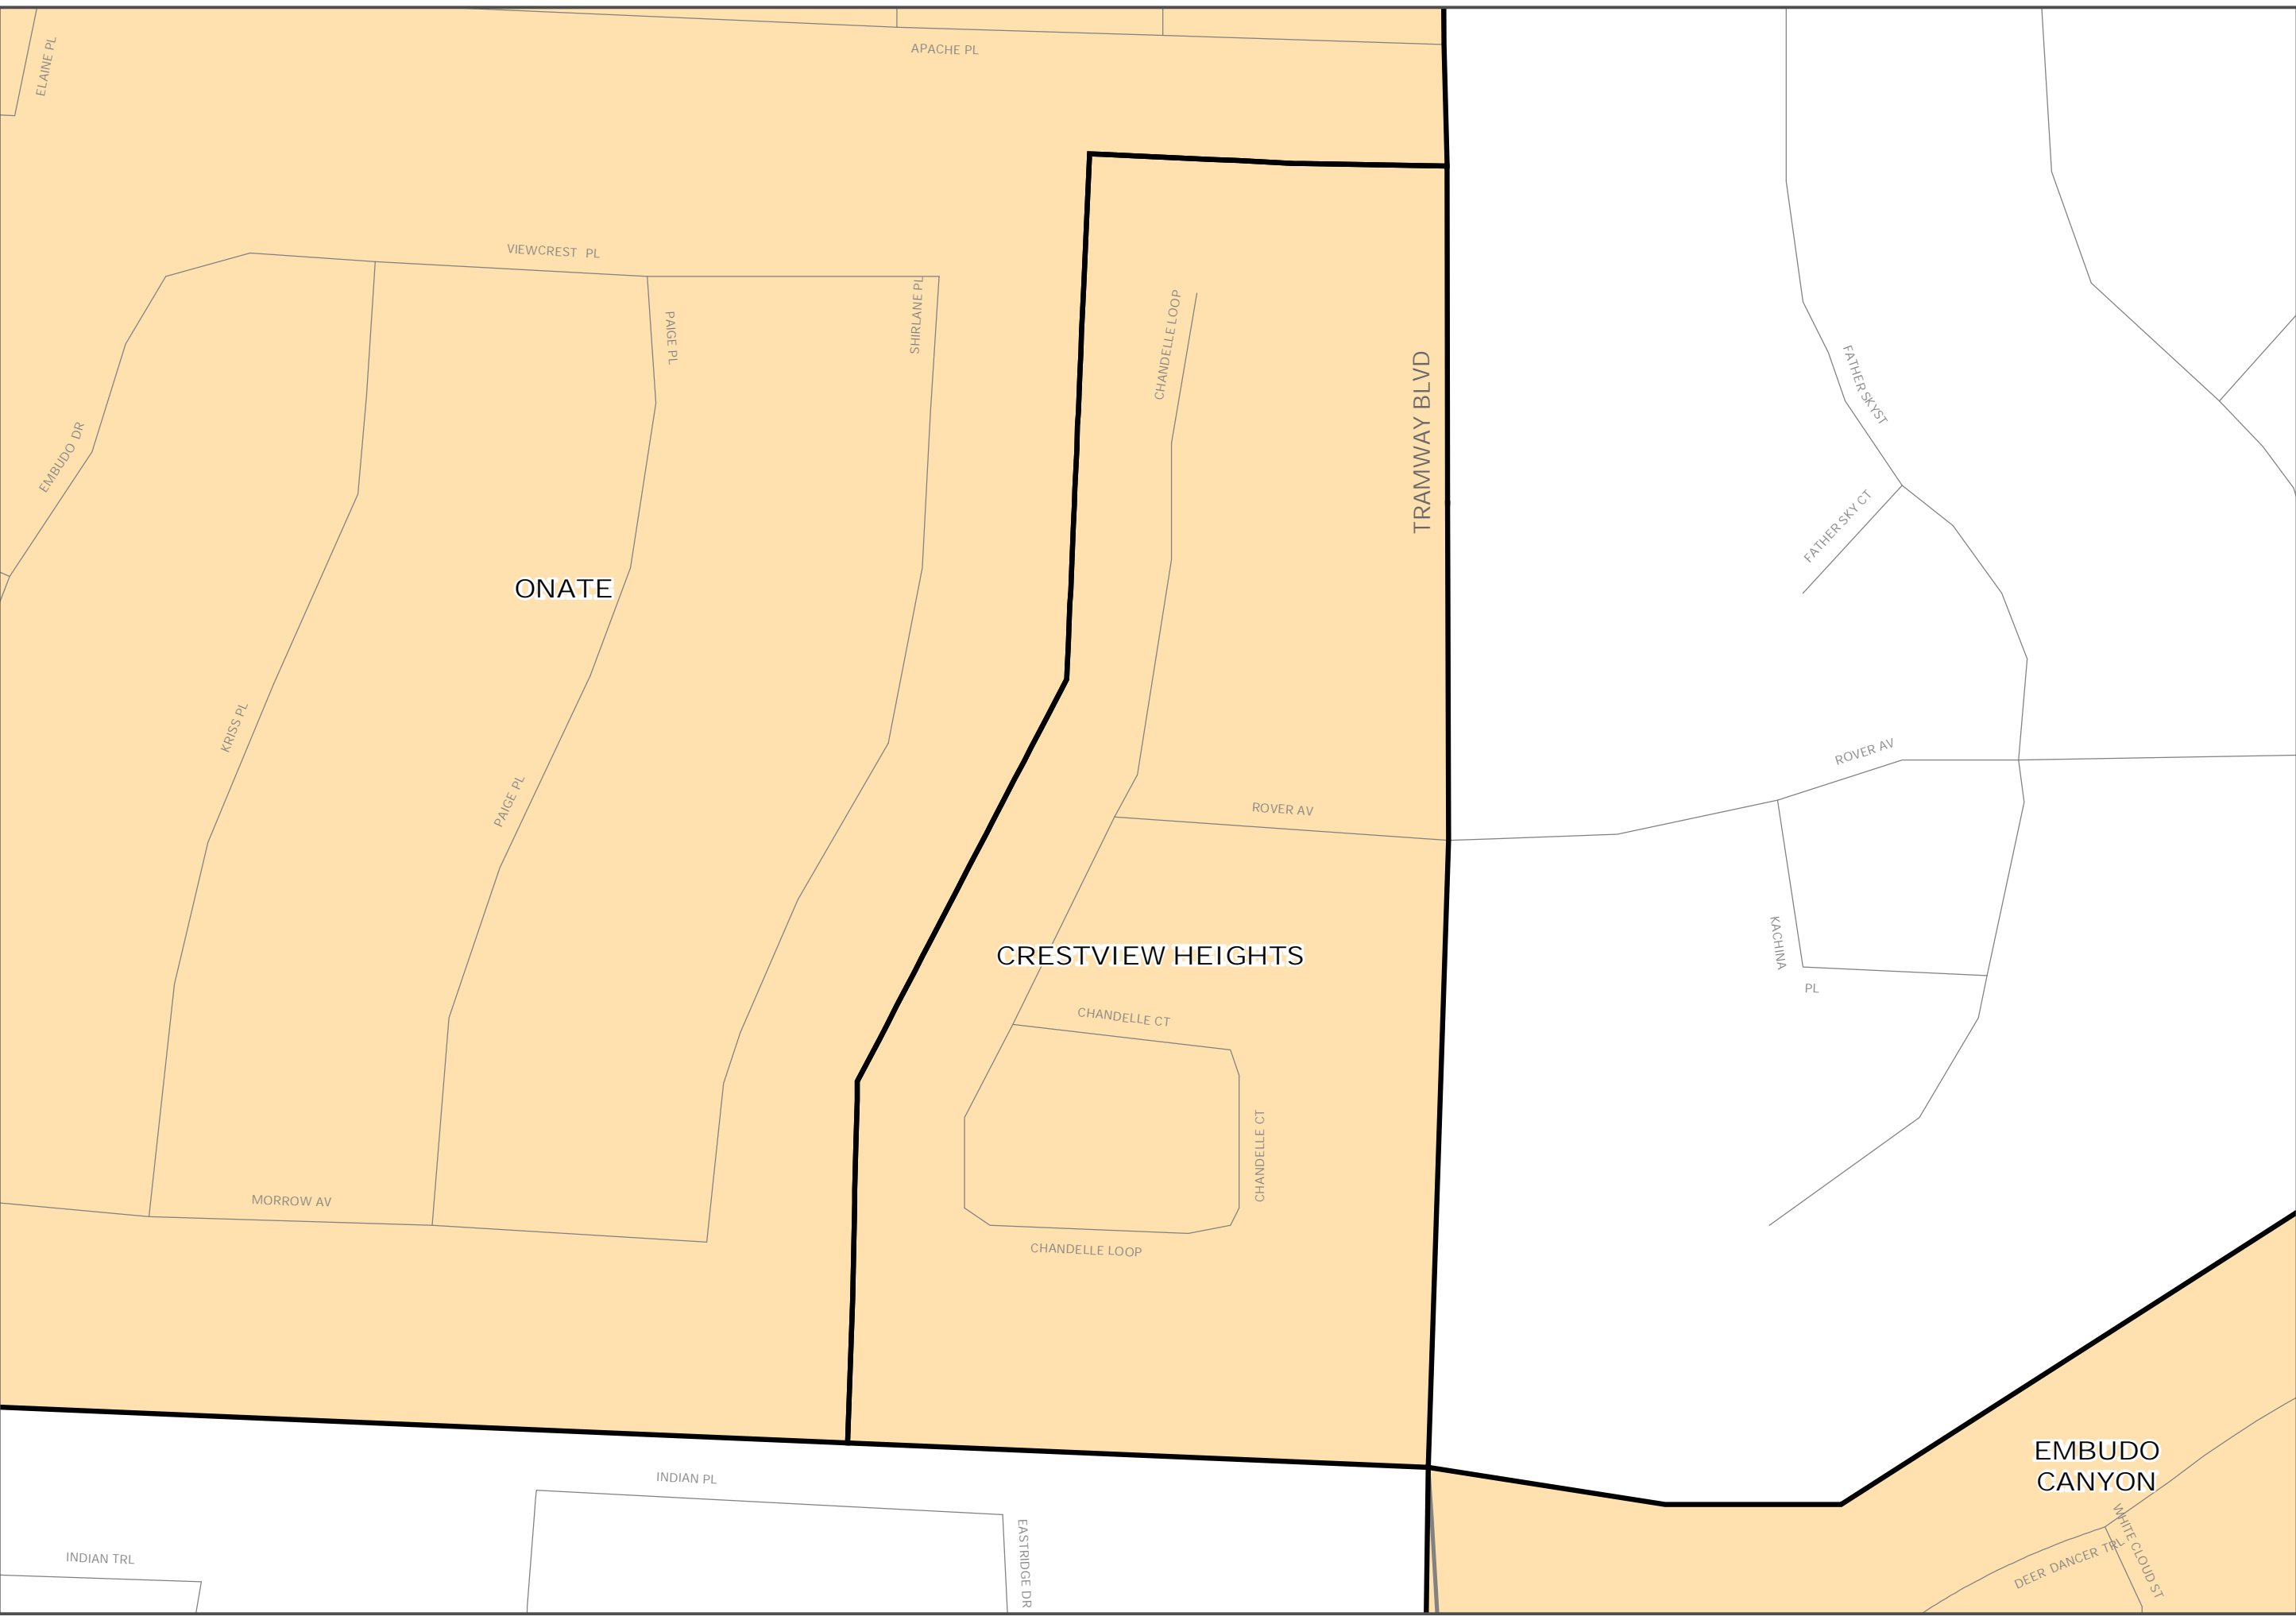 ELAINE PL
APACHE PL
VIEWCREST PL
PAIGE PL
SHIRLANE PL
CHANDELLE LOOP
TRAMWAY BLVD
FATHER SKYST
EMBUDO DR
FATHER SKY CT
ONATE
KRISS PL
PAIGE PL
ROVER AV
ROVER AV
CRESTVIEW HEIGHTS
KACHINA
PL
CHANDELLE CT
CHANDELLE CT
MORROW AV
CHANDELLE LOOP
EMBUDO
CANYON
INDIAN PL
INDIAN TRL
EASTRIDGE DR
DEER DANCER TRL
WHITE CLOUD ST